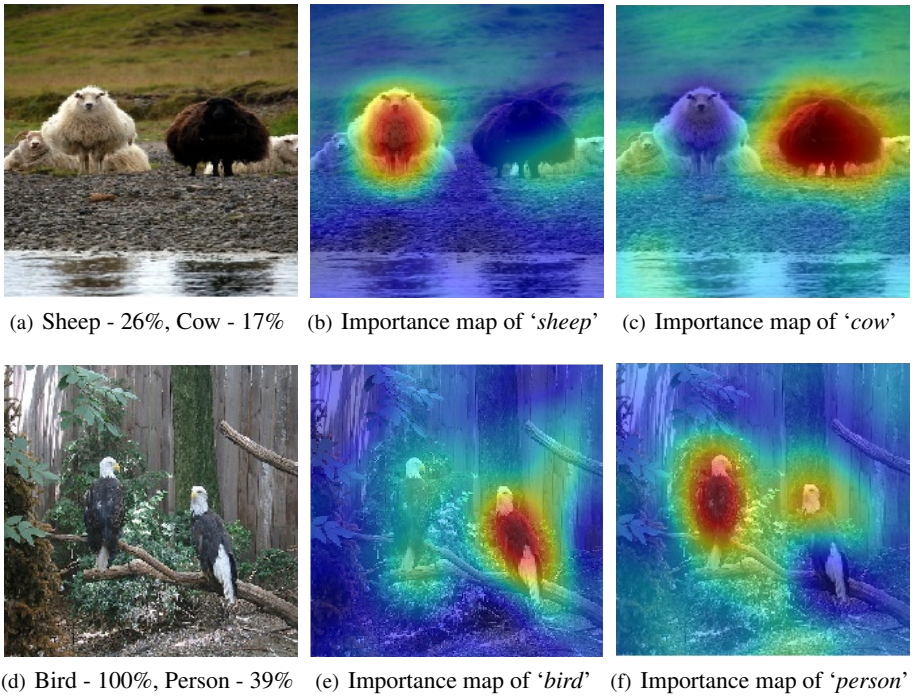 (a) Sheep - 26%, Cow - 17%
(b) Importance map of ‘sheep’
(c) Importance map of ‘cow’
(d) Bird - 100%, Person - 39%
(e) Importance map of ‘bird’
(f) Importance map of ‘person’